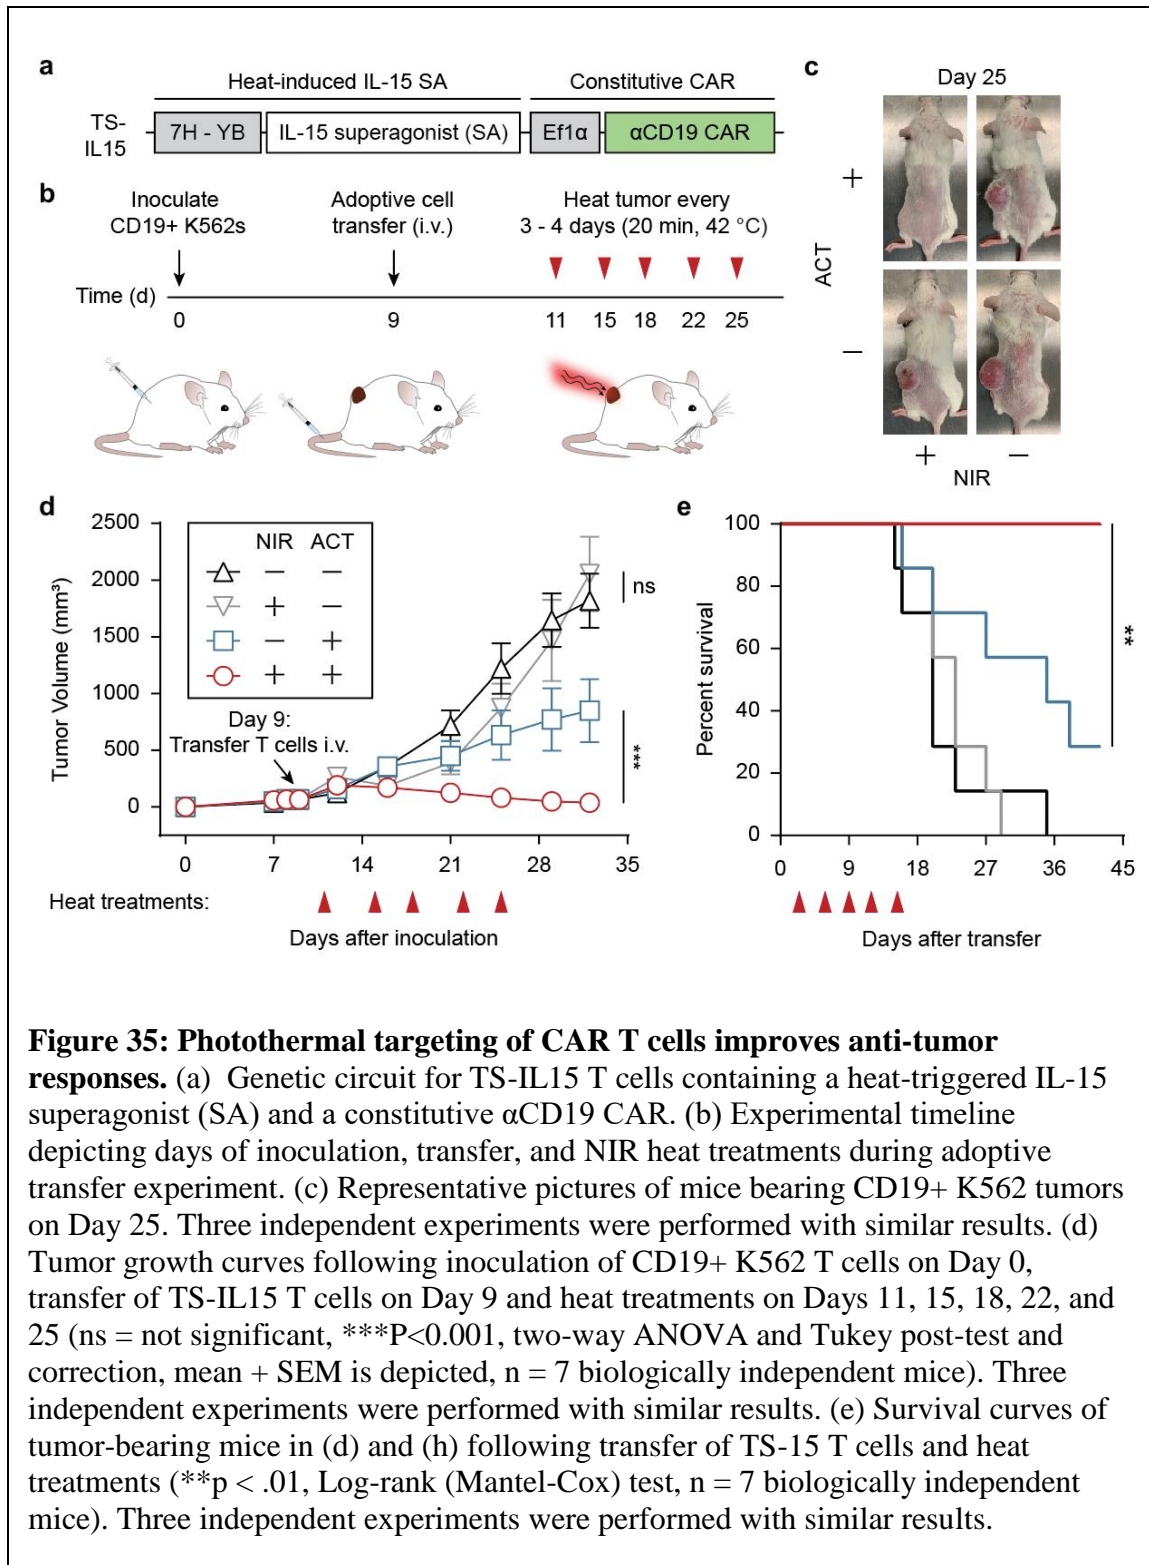 a
Heat-induced IL-15 SA
Constitutive CAR
TS-
IL15
7H - YB
IL-15 superagonist (SA)
Ef1α
αCD19 CAR
b
Inoculate
CD19+ K562s
Adoptive cell
transfer (i.v.)
Heat tumor every
3 - 4 days (20 min, 42 °C)
Time (d)
0
9
11
15
18
22
25
c
Day 25
ACT
+
−
+
−
NIR
d
Tumor Volume (mm³)
2500
2000
1500
1000
500
0
NIR ACT
− −
+ −
− +
+ +
Day 9:
Transfer T cells i.v.
ns
***
0 7 14 21 28 35
Heat treatments:
Days after inoculation
e
Percent survival
100
80
60
40
20
0
**
0 9 18 27 36 45
Days after transfer
Figure 35: Photothermal targeting of CAR T cells improves anti-tumor
responses. (a) Genetic circuit for TS-IL15 T cells containing a heat-triggered IL-15
superagonist (SA) and a constitutive αCD19 CAR. (b) Experimental timeline
depicting days of inoculation, transfer, and NIR heat treatments during adoptive
transfer experiment. (c) Representative pictures of mice bearing CD19+ K562 tumors
on Day 25. Three independent experiments were performed with similar results. (d)
Tumor growth curves following inoculation of CD19+ K562 T cells on Day 0,
transfer of TS-IL15 T cells on Day 9 and heat treatments on Days 11, 15, 18, 22, and
25 (ns = not significant, ***P<0.001, two-way ANOVA and Tukey post-test and
correction, mean + SEM is depicted, n = 7 biologically independent mice). Three
independent experiments were performed with similar results. (e) Survival curves of
tumor-bearing mice in (d) and (h) following transfer of TS-15 T cells and heat
treatments (**p < .01, Log-rank (Mantel-Cox) test, n = 7 biologically independent
mice). Three independent experiments were performed with similar results.